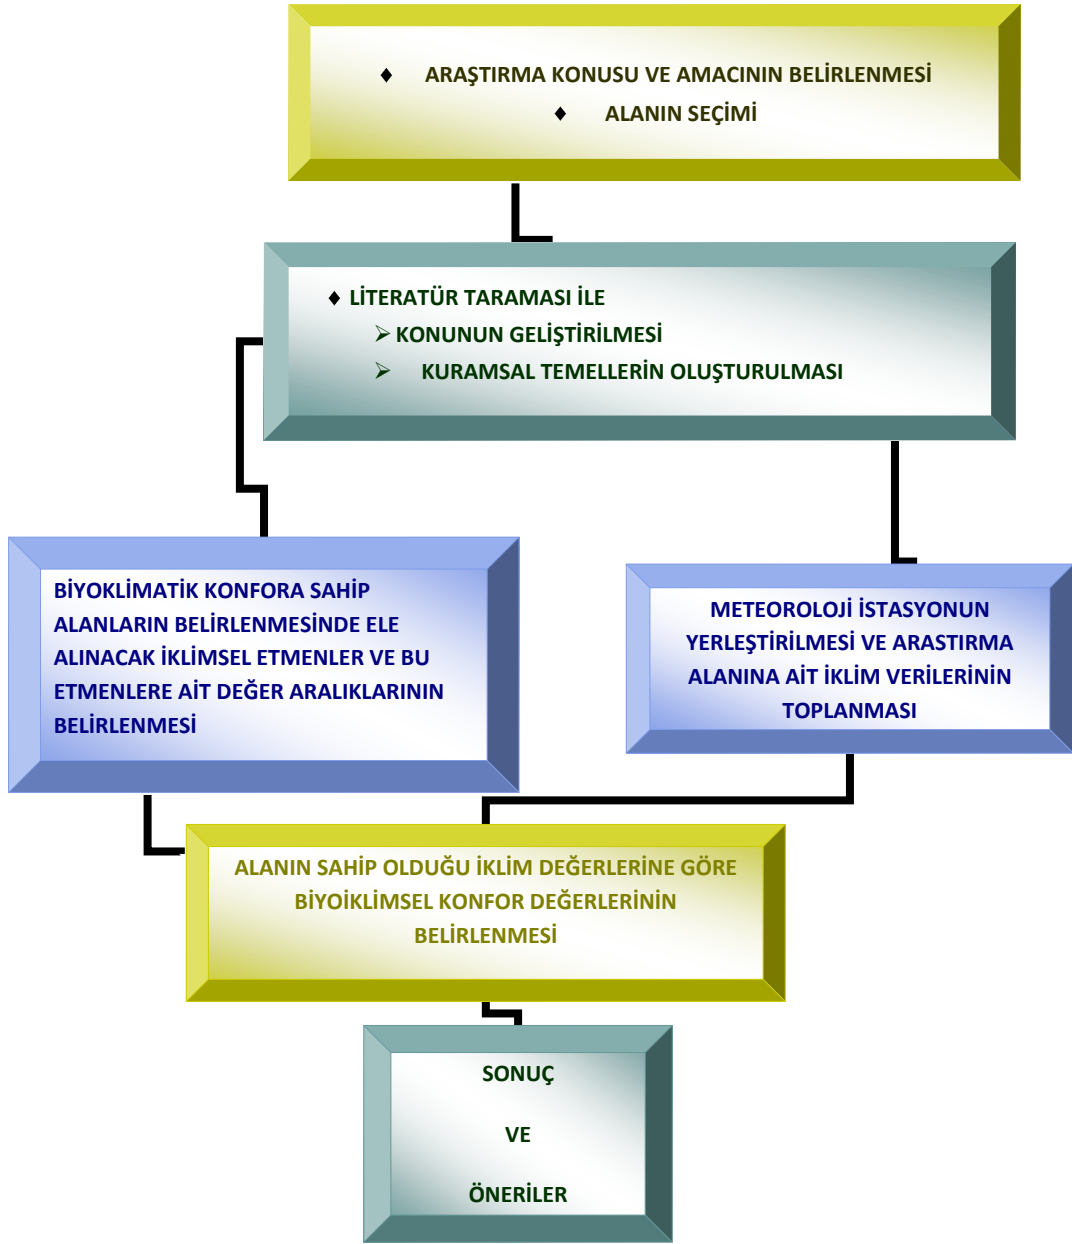 ♦ ARAŞTIRMA KONUSU VE AMACININ BELİRLENMESİ
♦ ALANIN SEÇİMİ
♦ LİTERATÜR TARAMASI İLE
➢ KONUNUN GELİŞTİRİLMESİ
➢ KURAMSAL TEMELLERİN OLUŞTURULMASI
BİYOKLİMATİK KONFORA SAHİP
ALANLARIN BELİRLENMESİNDE ELE
ALINACAK İKLİMSEL ETMENLER VE BU
ETMENLERE AİT DEĞER ARALIKLARININ
BELİRLENMESİ
METEOROLOJİ İSTASYONUN
YERLEŞTİRİLMESİ VE ARASTIRMA
ALANINA AİT İKLİM VERİLERİNİN
TOPLANMASI
ALANIN SAHİP OLDUĞU İKLİM DEĞERLERİNE GÖRE
BİYOİKLİMSEL KONFOR DEĞERLERİNİN
BELİRLENMESİ
SONUÇ
VE
ÖNERİLER